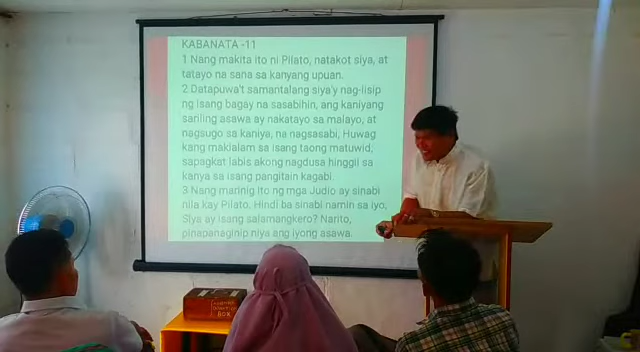 KABANATA -11
1 Nang makita ito ni Pilato, natakot siya, at
tatayo na sana sa kanyang upuan.
2 Datapuwa't samantalang siya'y nag-iisip
ng isang bagay na sasabihin, ang kaniyang
sariling asawa ay nakatayo sa malayo, at
nagsugo sa kaniya, na nagsasabi, Huwag
kang makialam sa isang taong matuwid;
sapagkat labis akong nagdusa hinggil sa
kanya sa isang pangitain kagabi.
3 Nang marinig ito ng mga Judio ay sinabi
nila kay Pilato. Hindi ba sinabi namin sa iyo,
Siya ay isang salamangkero? Narito,
pinapanaginip niya ang iyong asawa.
BOX